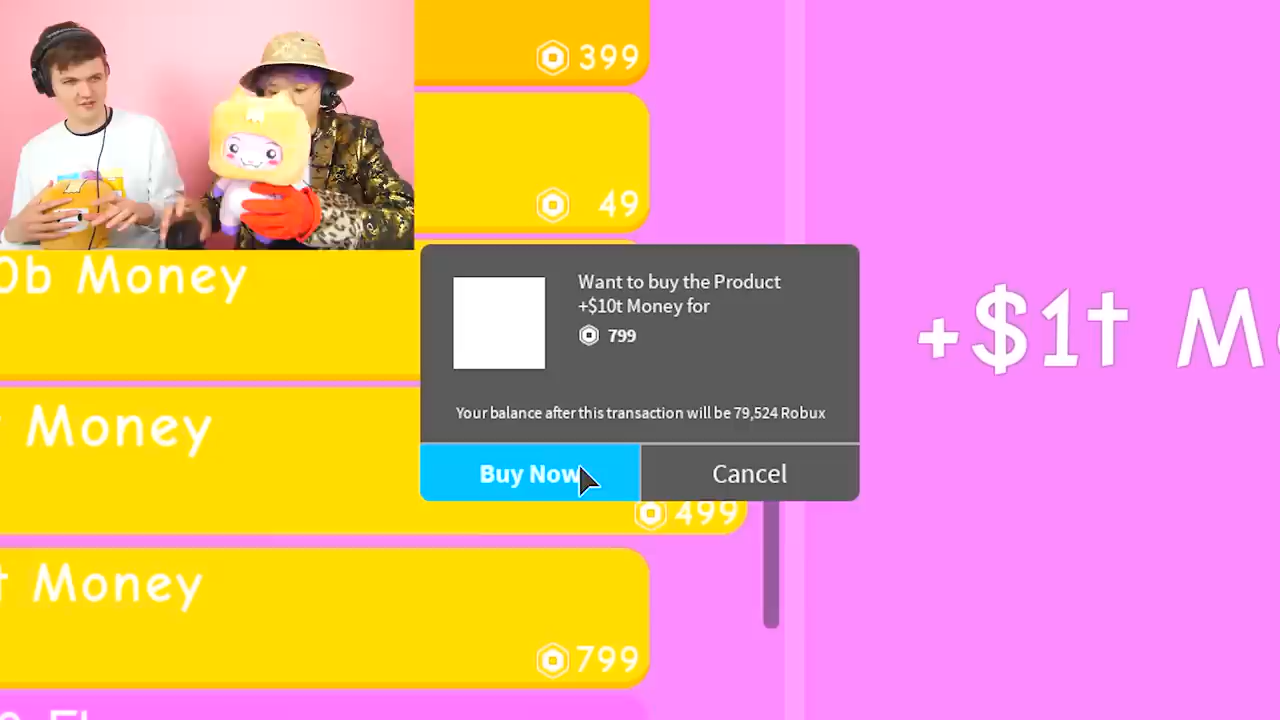 399
49
0b Money
Want to buy the Product
+$10t Money for
799
+$1t M
Money
Your balance after this transaction will be 79,524 Robux
Buy Now
Cancel
499
t Money
799